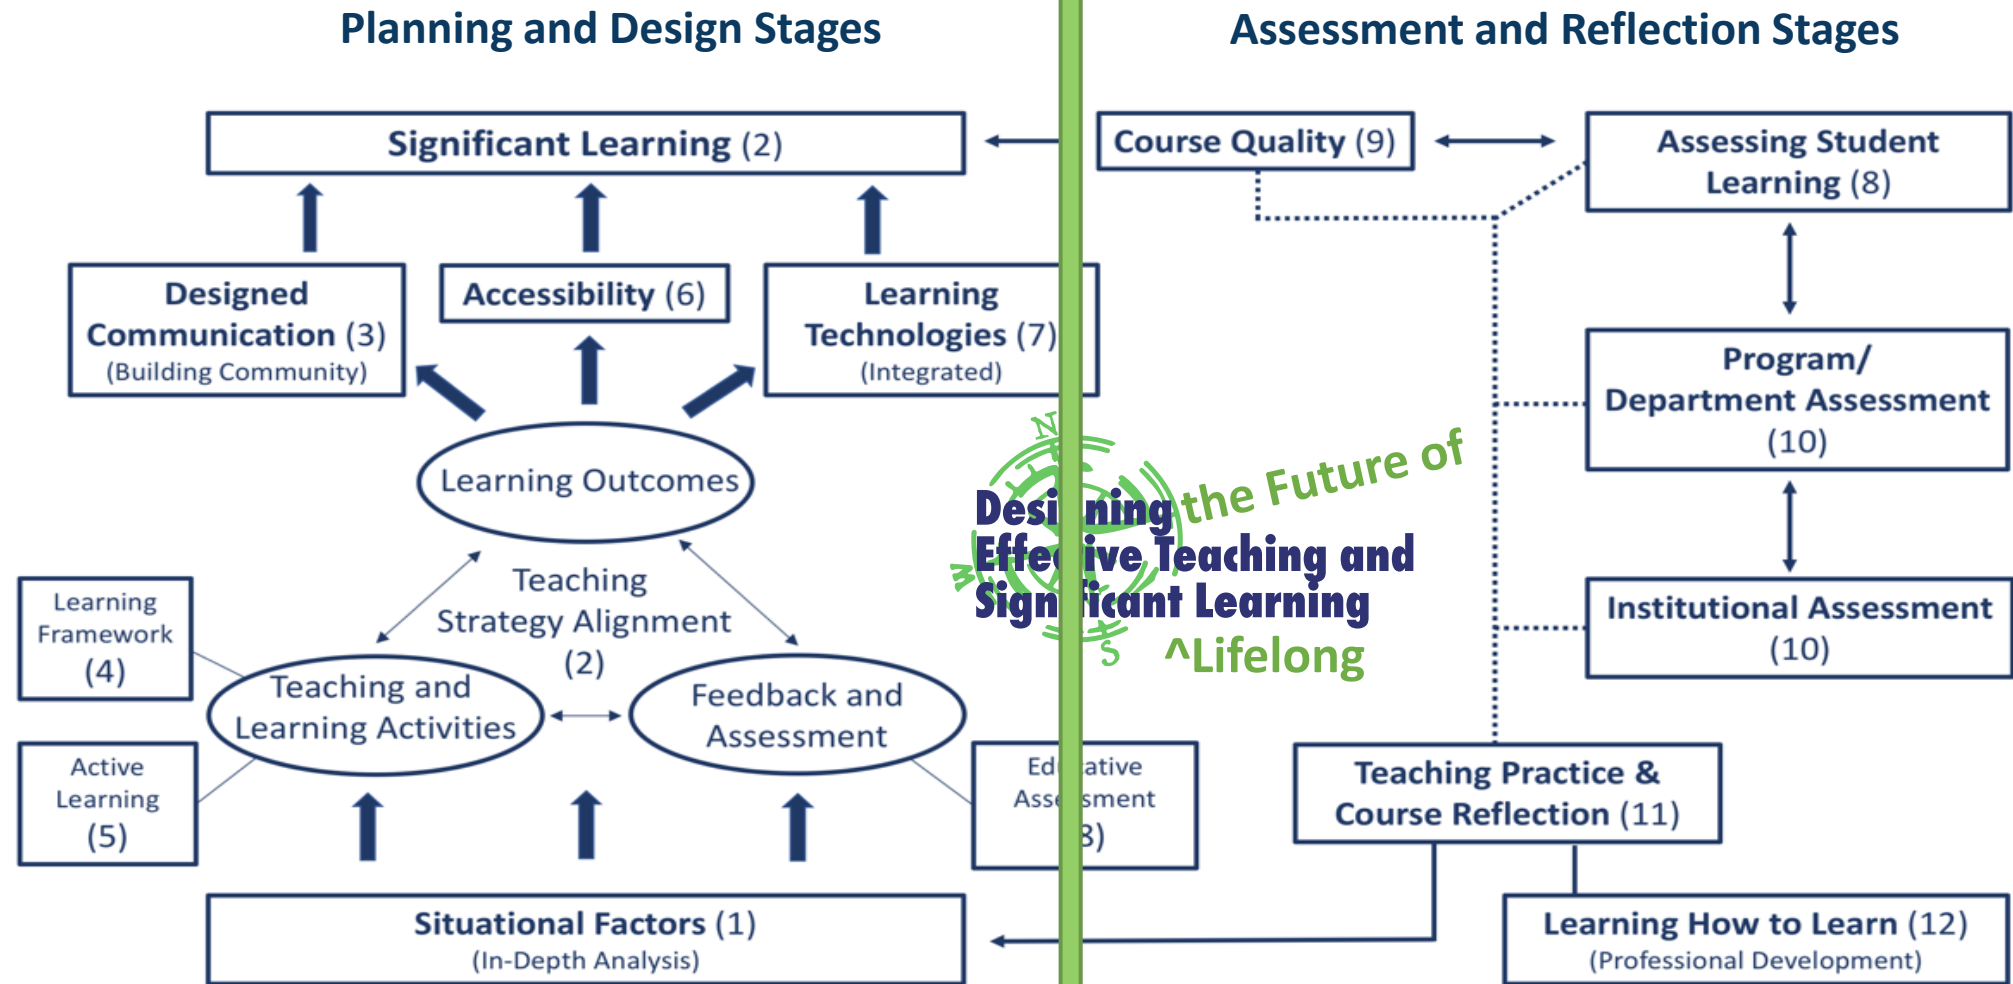 Planning and Design Stages
Assessment and Reflection Stages
Significant Learning (2)
Course Quality (9)
Assessing Student
Learning (8)
Designed
Communication (3)
(Building Community)
Accessibility (6)
Learning
Technologies (7)
(Integrated)
Program/
Department Assessment
(10)
Learning Outcomes
N
the Future of
Effective Teaching and
Significant Learning
^Lifelong
W
S
Teaching
Strategy Alignment
(2)
Learning
Framework
(4)
Institutional Assessment
(10)
Teaching and
Learning Activities
Feedback and
Assessment
Active
Learning
(5)
Assessment
Teaching Practice &
Course Reflection (11)
Situational Factors (1)
(In-Depth Analysis)
Learning How to Learn (12)
(Professional Development)